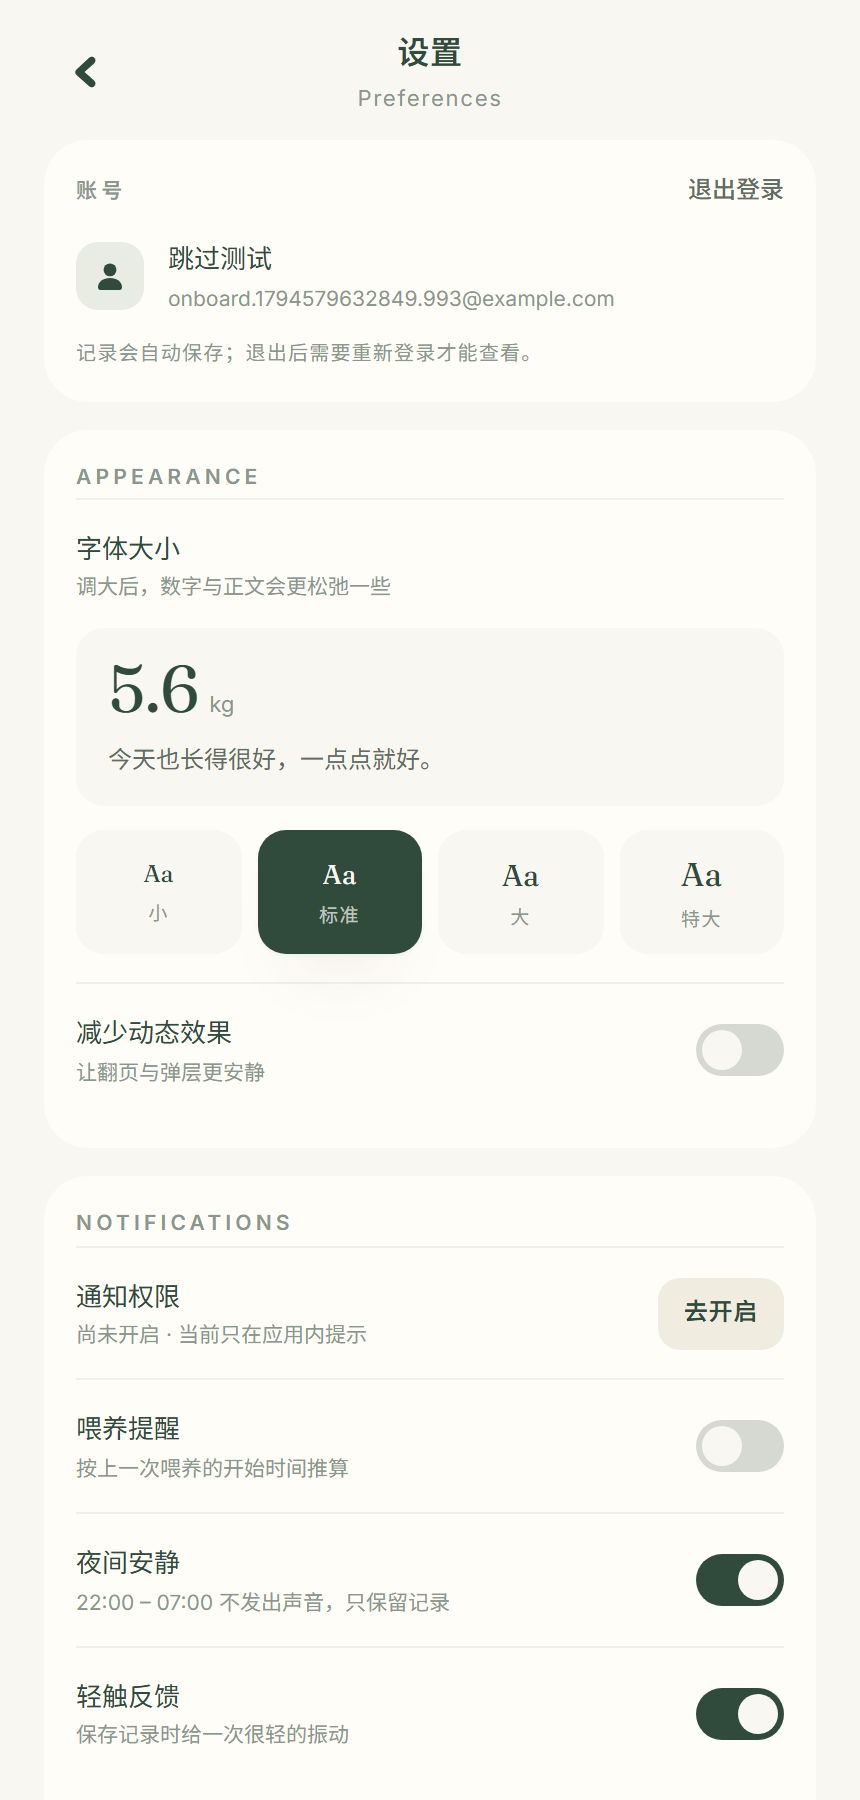 设置
Preferences
账号
退出登录
跳过测试
onboard.1794579632849.993@example.com
记录会自动保存；退出后需要重新登录才能查看。
APPEARANCE
字体大小
调大后，数字与正文会更松弛一些
5.6 kg
今天也长得很好，一点点就好。
Aa
小
Aa
标准
Aa
大
Aa
特大
减少动态效果
让翻页与弹层更安静
NOTIFICATIONS
通知权限
尚未开启 · 当前只在应用内提示
去开启
喂养提醒
按上一次喂养的开始时间推算
夜间安静
22:00 – 07:00 不发出声音，只保留记录
轻触反馈
保存记录时给一次很轻的振动